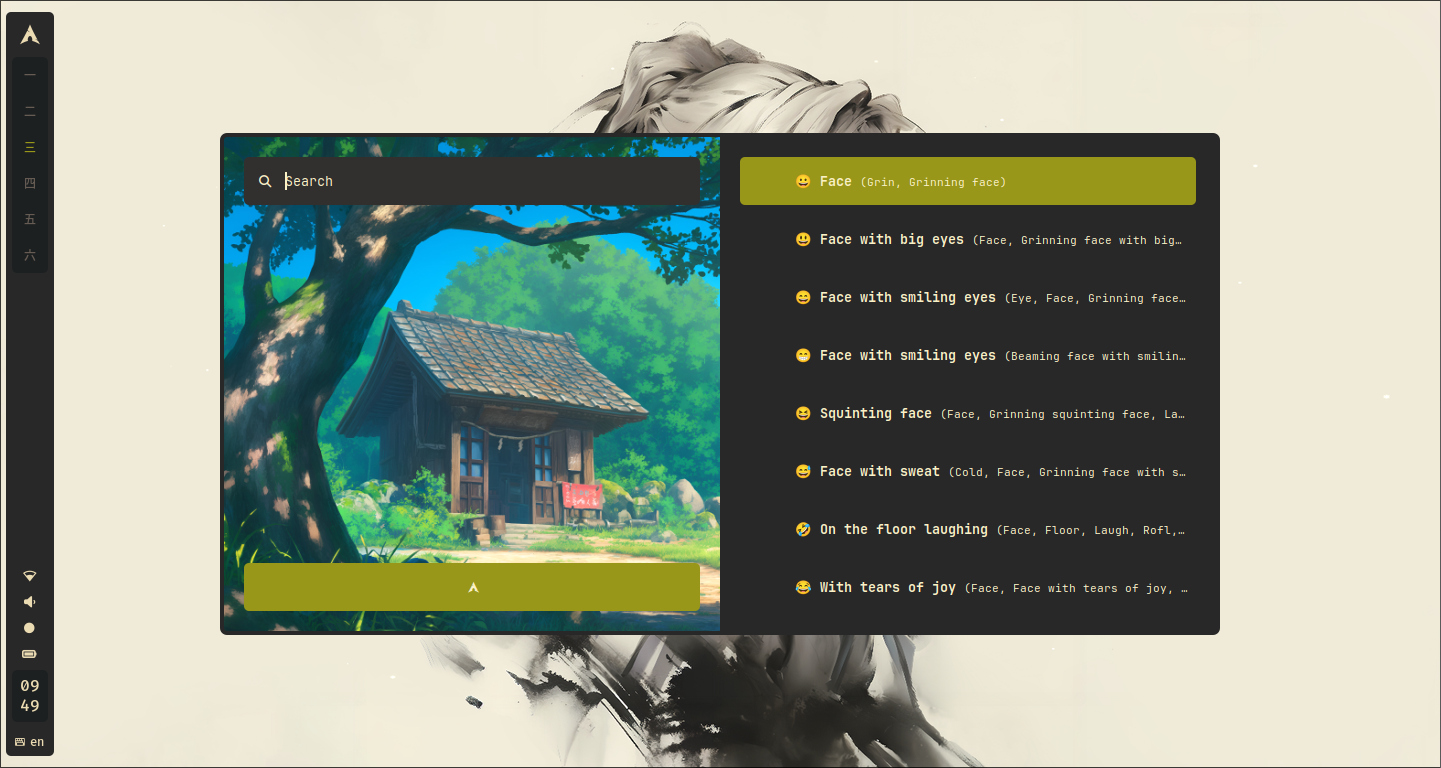 一
二
三
四
五
六
09
49
en
Search
😀 Face (Grin, Grinning face)
😃 Face with big eyes (Face, Grinning face with big…
😄 Face with smiling eyes (Eye, Face, Grinning face…
😁 Face with smiling eyes (Beaming face with smilin…
😆 Squinting face (Face, Grinning squinting face, La…
😅 Face with sweat (Cold, Face, Grinning face with s…
🤣 On the floor laughing (Face, Floor, Laugh, Rofl,…
😂 With tears of joy (Face, Face with tears of joy, …